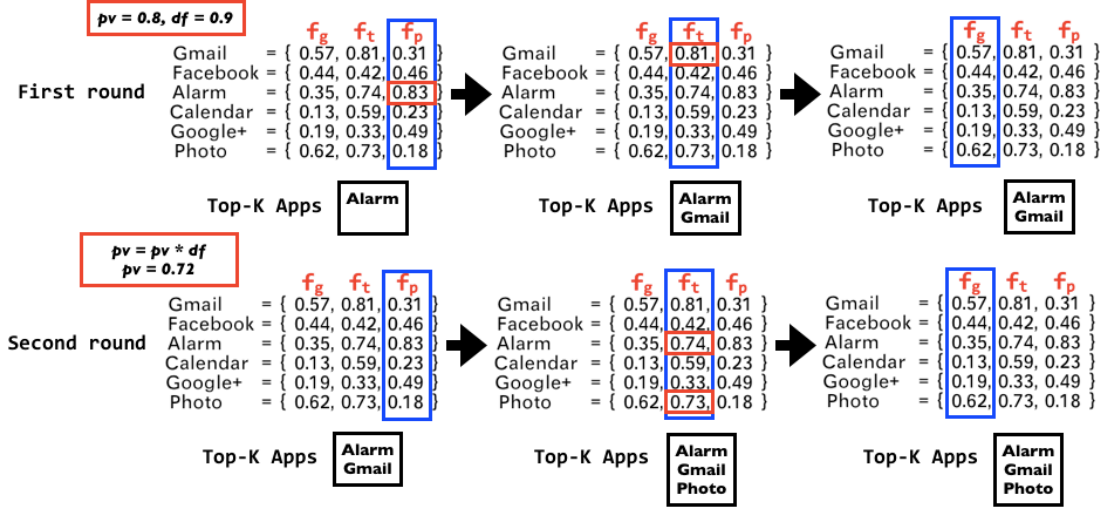 pv = 0.8, df = 0.9
First round
fg ft fp
Gmail = { 0.57, 0.81, 0.31 }
Facebook = { 0.44, 0.42, 0.46 }
Alarm = { 0.35, 0.74, 0.83 }
Calendar = { 0.13, 0.59, 0.23 }
Google+ = { 0.19, 0.33, 0.49 }
Photo = { 0.62, 0.73, 0.18 }
Top-K Apps
Alarm
fg ft fp
Gmail = { 0.57, 0.81, 0.31 }
Facebook = { 0.44, 0.42, 0.46 }
Alarm = { 0.35, 0.74, 0.83 }
Calendar = { 0.13, 0.59, 0.23 }
Google+ = { 0.19, 0.33, 0.49 }
Photo = { 0.62, 0.73, 0.18 }
Top-K Apps
Alarm
Gmail
fg ft fp
Gmail = { 0.57, 0.81, 0.31 }
Facebook = { 0.44, 0.42, 0.46 }
Alarm = { 0.35, 0.74, 0.83 }
Calendar = { 0.13, 0.59, 0.23 }
Google+ = { 0.19, 0.33, 0.49 }
Photo = { 0.62, 0.73, 0.18 }
Top-K Apps
Alarm
Gmail
pv = pv * df
pv = 0.72
Second round
fg ft fp
Gmail = { 0.57, 0.81, 0.31 }
Facebook = { 0.44, 0.42, 0.46 }
Alarm = { 0.35, 0.74, 0.83 }
Calendar = { 0.13, 0.59, 0.23 }
Google+ = { 0.19, 0.33, 0.49 }
Photo = { 0.62, 0.73, 0.18 }
Top-K Apps
Alarm
Gmail
fg ft fp
Gmail = { 0.57, 0.81, 0.31 }
Facebook = { 0.44, 0.42, 0.46 }
Alarm = { 0.35, 0.74, 0.83 }
Calendar = { 0.13, 0.59, 0.23 }
Google+ = { 0.19, 0.33, 0.49 }
Photo = { 0.62, 0.73, 0.18 }
Top-K Apps
Alarm
Gmail
Photo
fg ft fp
Gmail = { 0.57, 0.81, 0.31 }
Facebook = { 0.44, 0.42, 0.46 }
Alarm = { 0.35, 0.74, 0.83 }
Calendar = { 0.13, 0.59, 0.23 }
Google+ = { 0.19, 0.33, 0.49 }
Photo = { 0.62, 0.73, 0.18 }
Top-K Apps
Alarm
Gmail
Photo